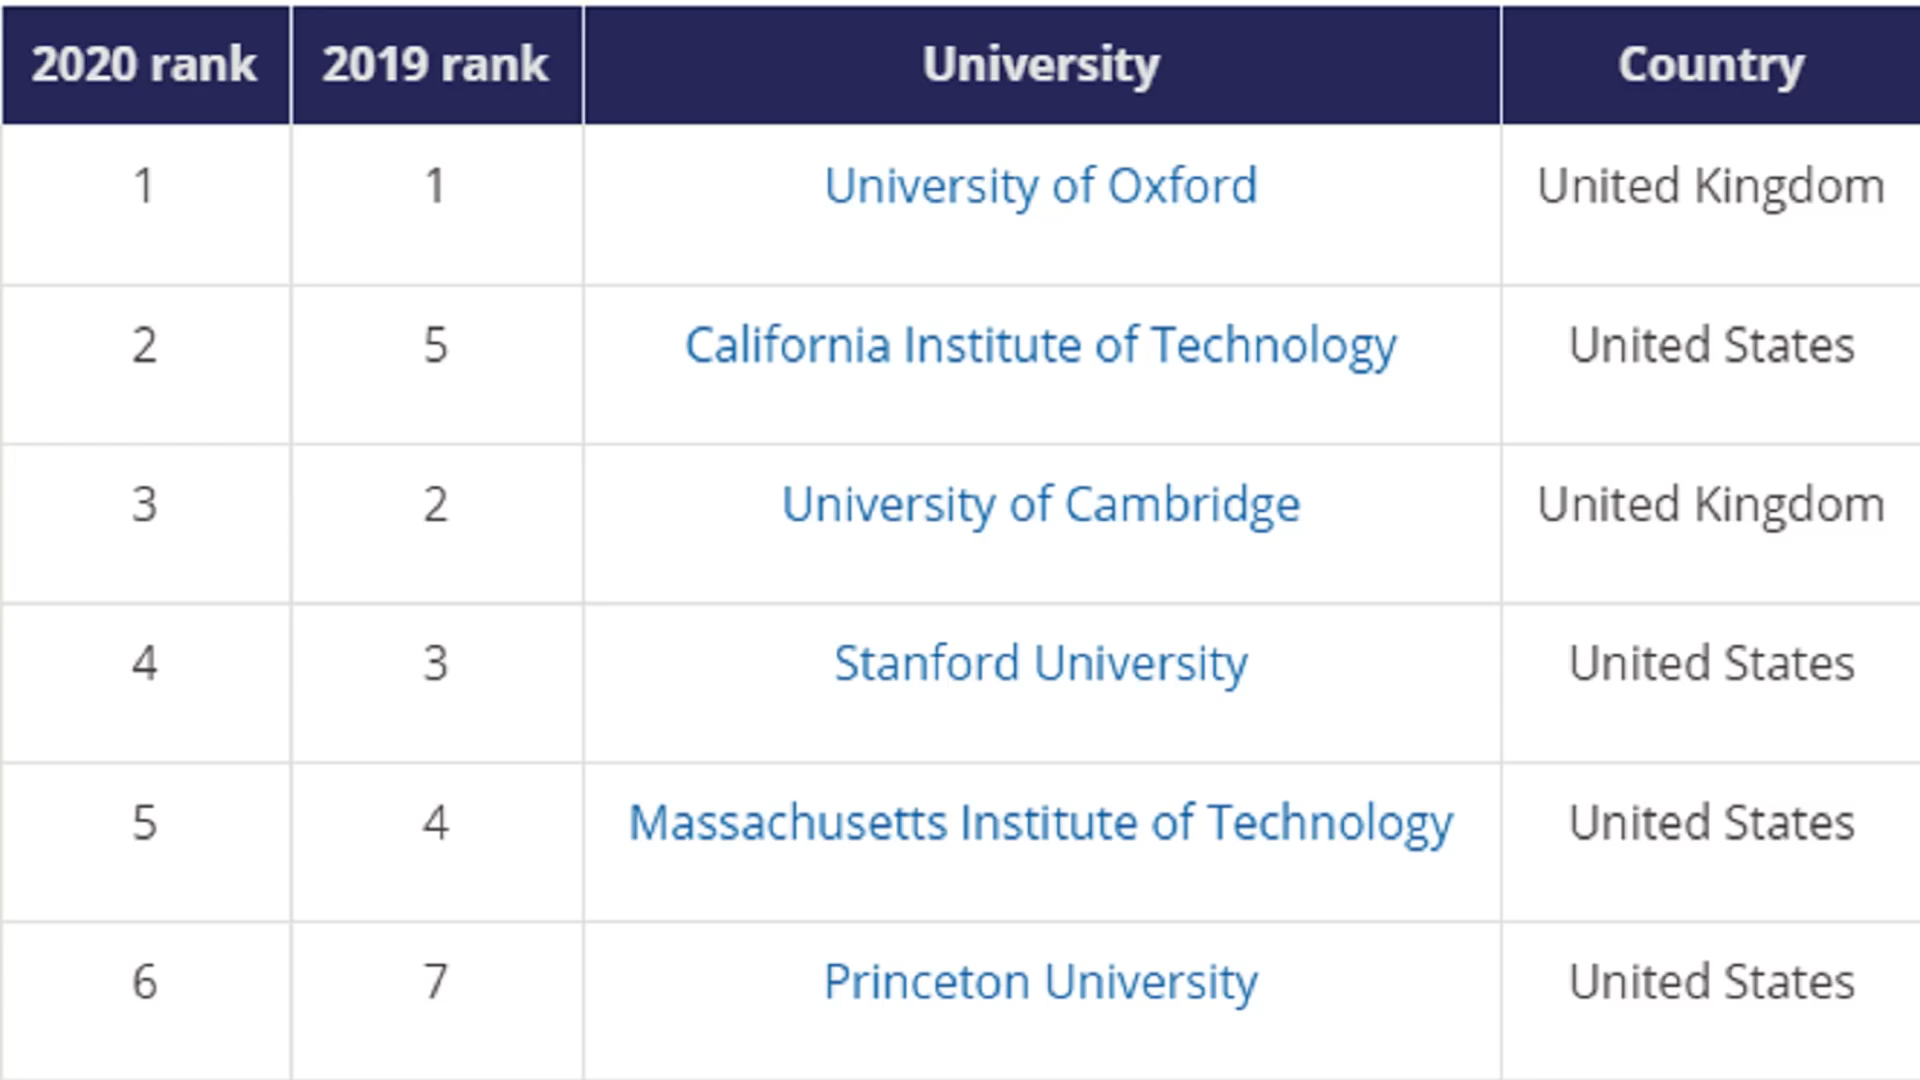 2020 rank 2019 rank University Country
1 1 University of Oxford United Kingdom
2 5 California Institute of Technology United States
3 2 University of Cambridge United Kingdom
4 3 Stanford University United States
5 4 Massachusetts Institute of Technology United States
6 7 Princeton University United States